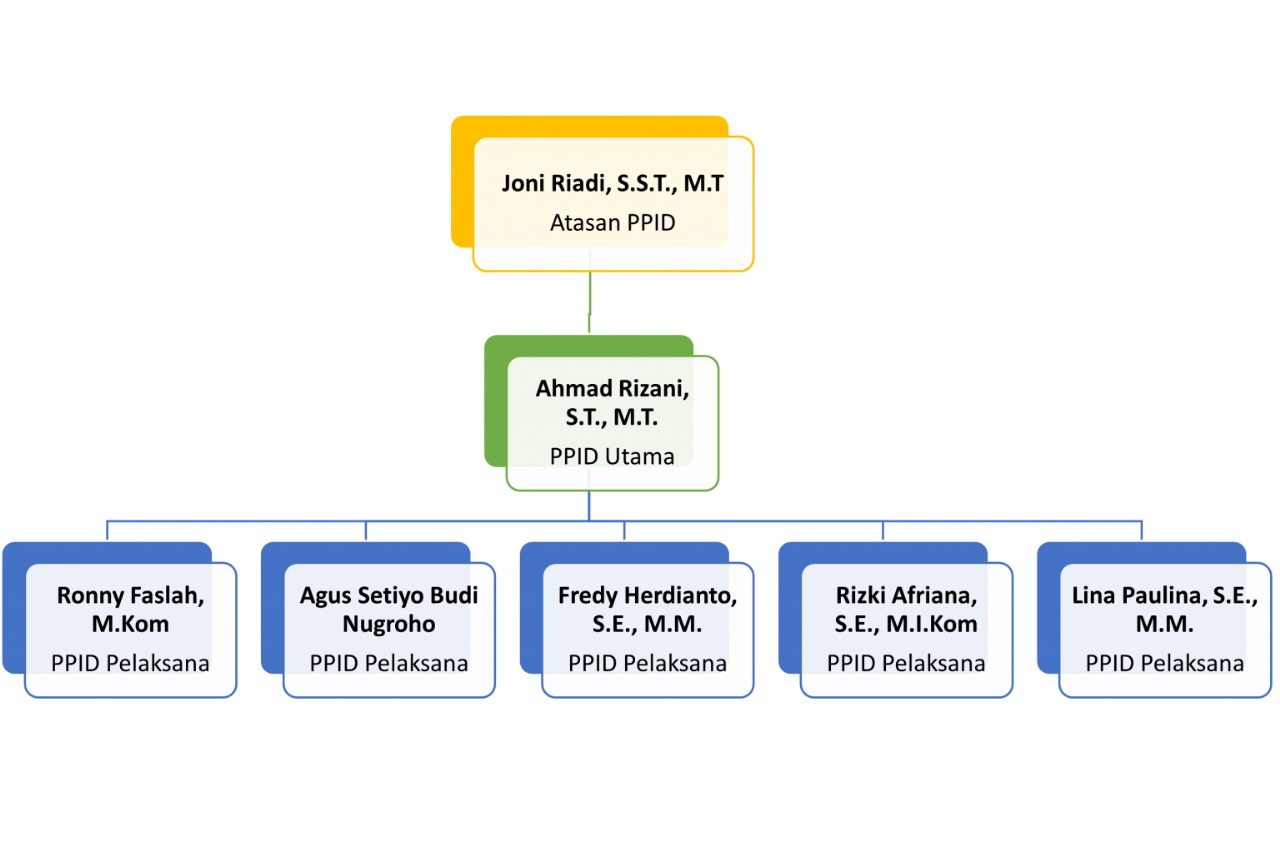 Joni Riadi, S.S.T., M.T
Atasan PPID
Ahmad Rizani,
S.T., M.T.
PPID Utama
Ronny Faslah,
M.Kom
PPID Pelaksana
Agus Setiyo Budi
Nugroho
PPID Pelaksana
Fredy Herdianto,
S.E., M.M.
PPID Pelaksana
Rizki Afriana,
S.E., M.I.Kom
PPID Pelaksana
Lina Paulina, S.E.,
M.M.
PPID Pelaksana